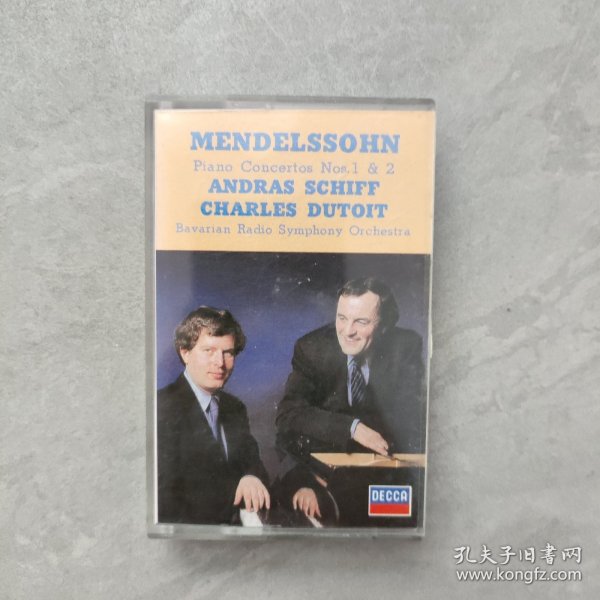 MENDELSSOHN
Piano Concertos Nos.1 & 2
ANDRAS SCHIFF
CHARLES DUTOIT
Bavarian Radio Symphony Orchestra
DECCA
孔夫子旧书网
www.kongfz.com